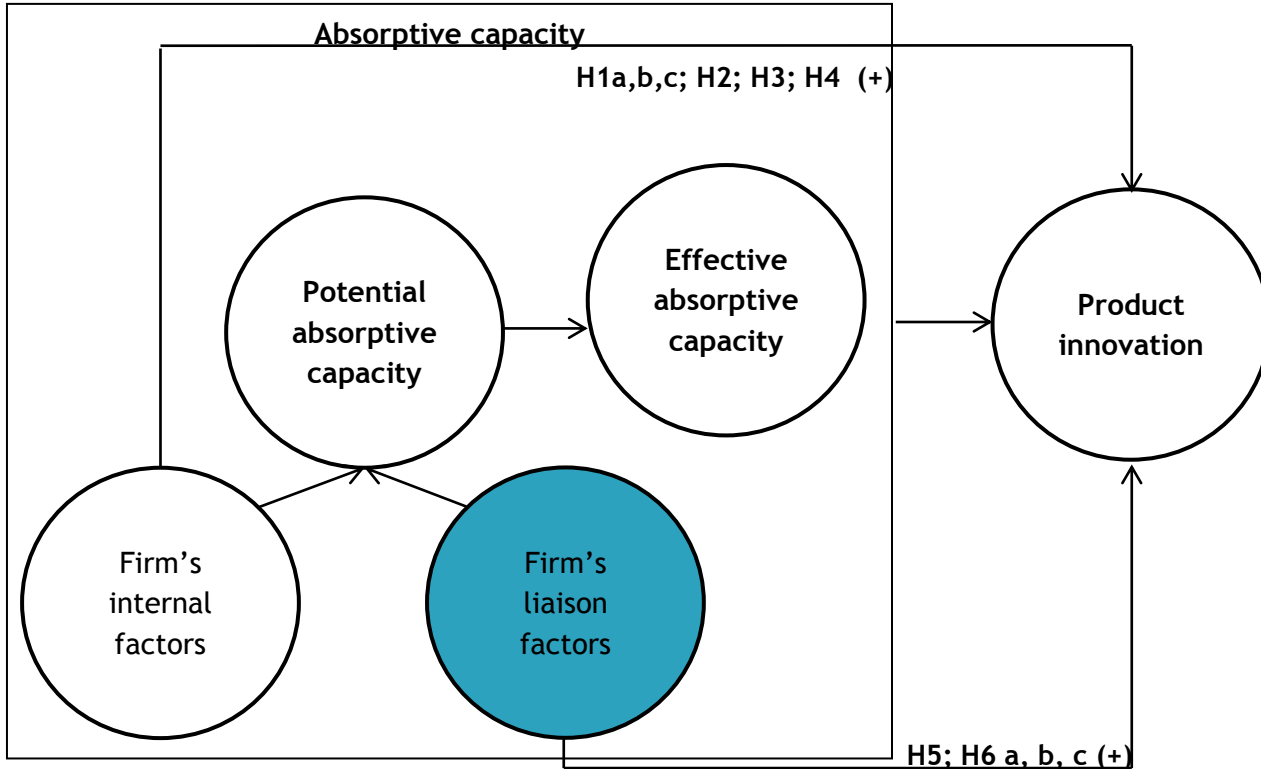 Absorptive capacity
H1a,b,c; H2; H3; H4 (+)
Potential
absorptive
capacity
Effective
absorptive
capacity
Product
innovation
Firm’s
internal
factors
Firm’s
liaison
factors
H5; H6 a, b, c (+)